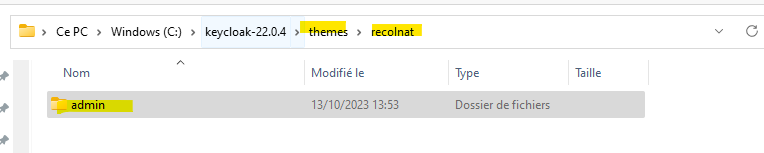 Ce PC > Windows (C:) > keycloak-22.0.4 > themes > recolnat
Nom Modifié le Type Taille
admin 13/10/2023 13:53 Dossier de fichiers